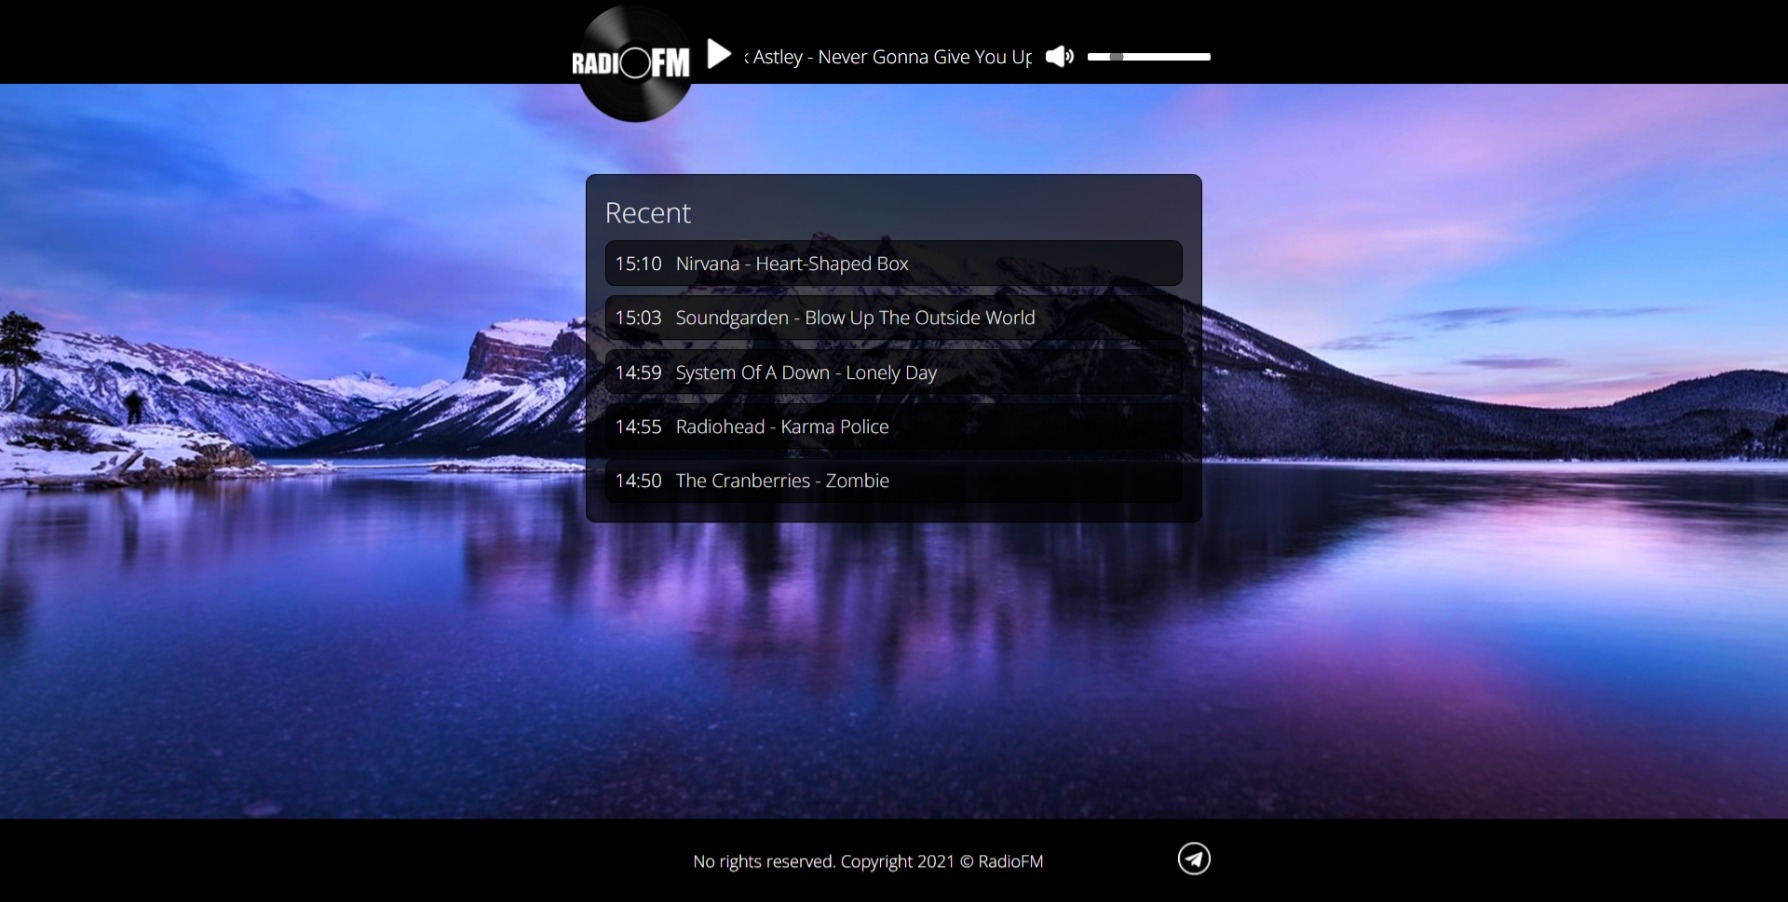 RADIOFM
Astley - Never Gonna Give You Up
Recent
15:10 Nirvana - Heart-Shaped Box
15:03 Soundgarden - Blow Up The Outside World
14:59 System Of A Down - Lonely Day
14:55 Radiohead - Karma Police
14:50 The Cranberries - Zombie
No rights reserved. Copyright 2021 © RadioFM